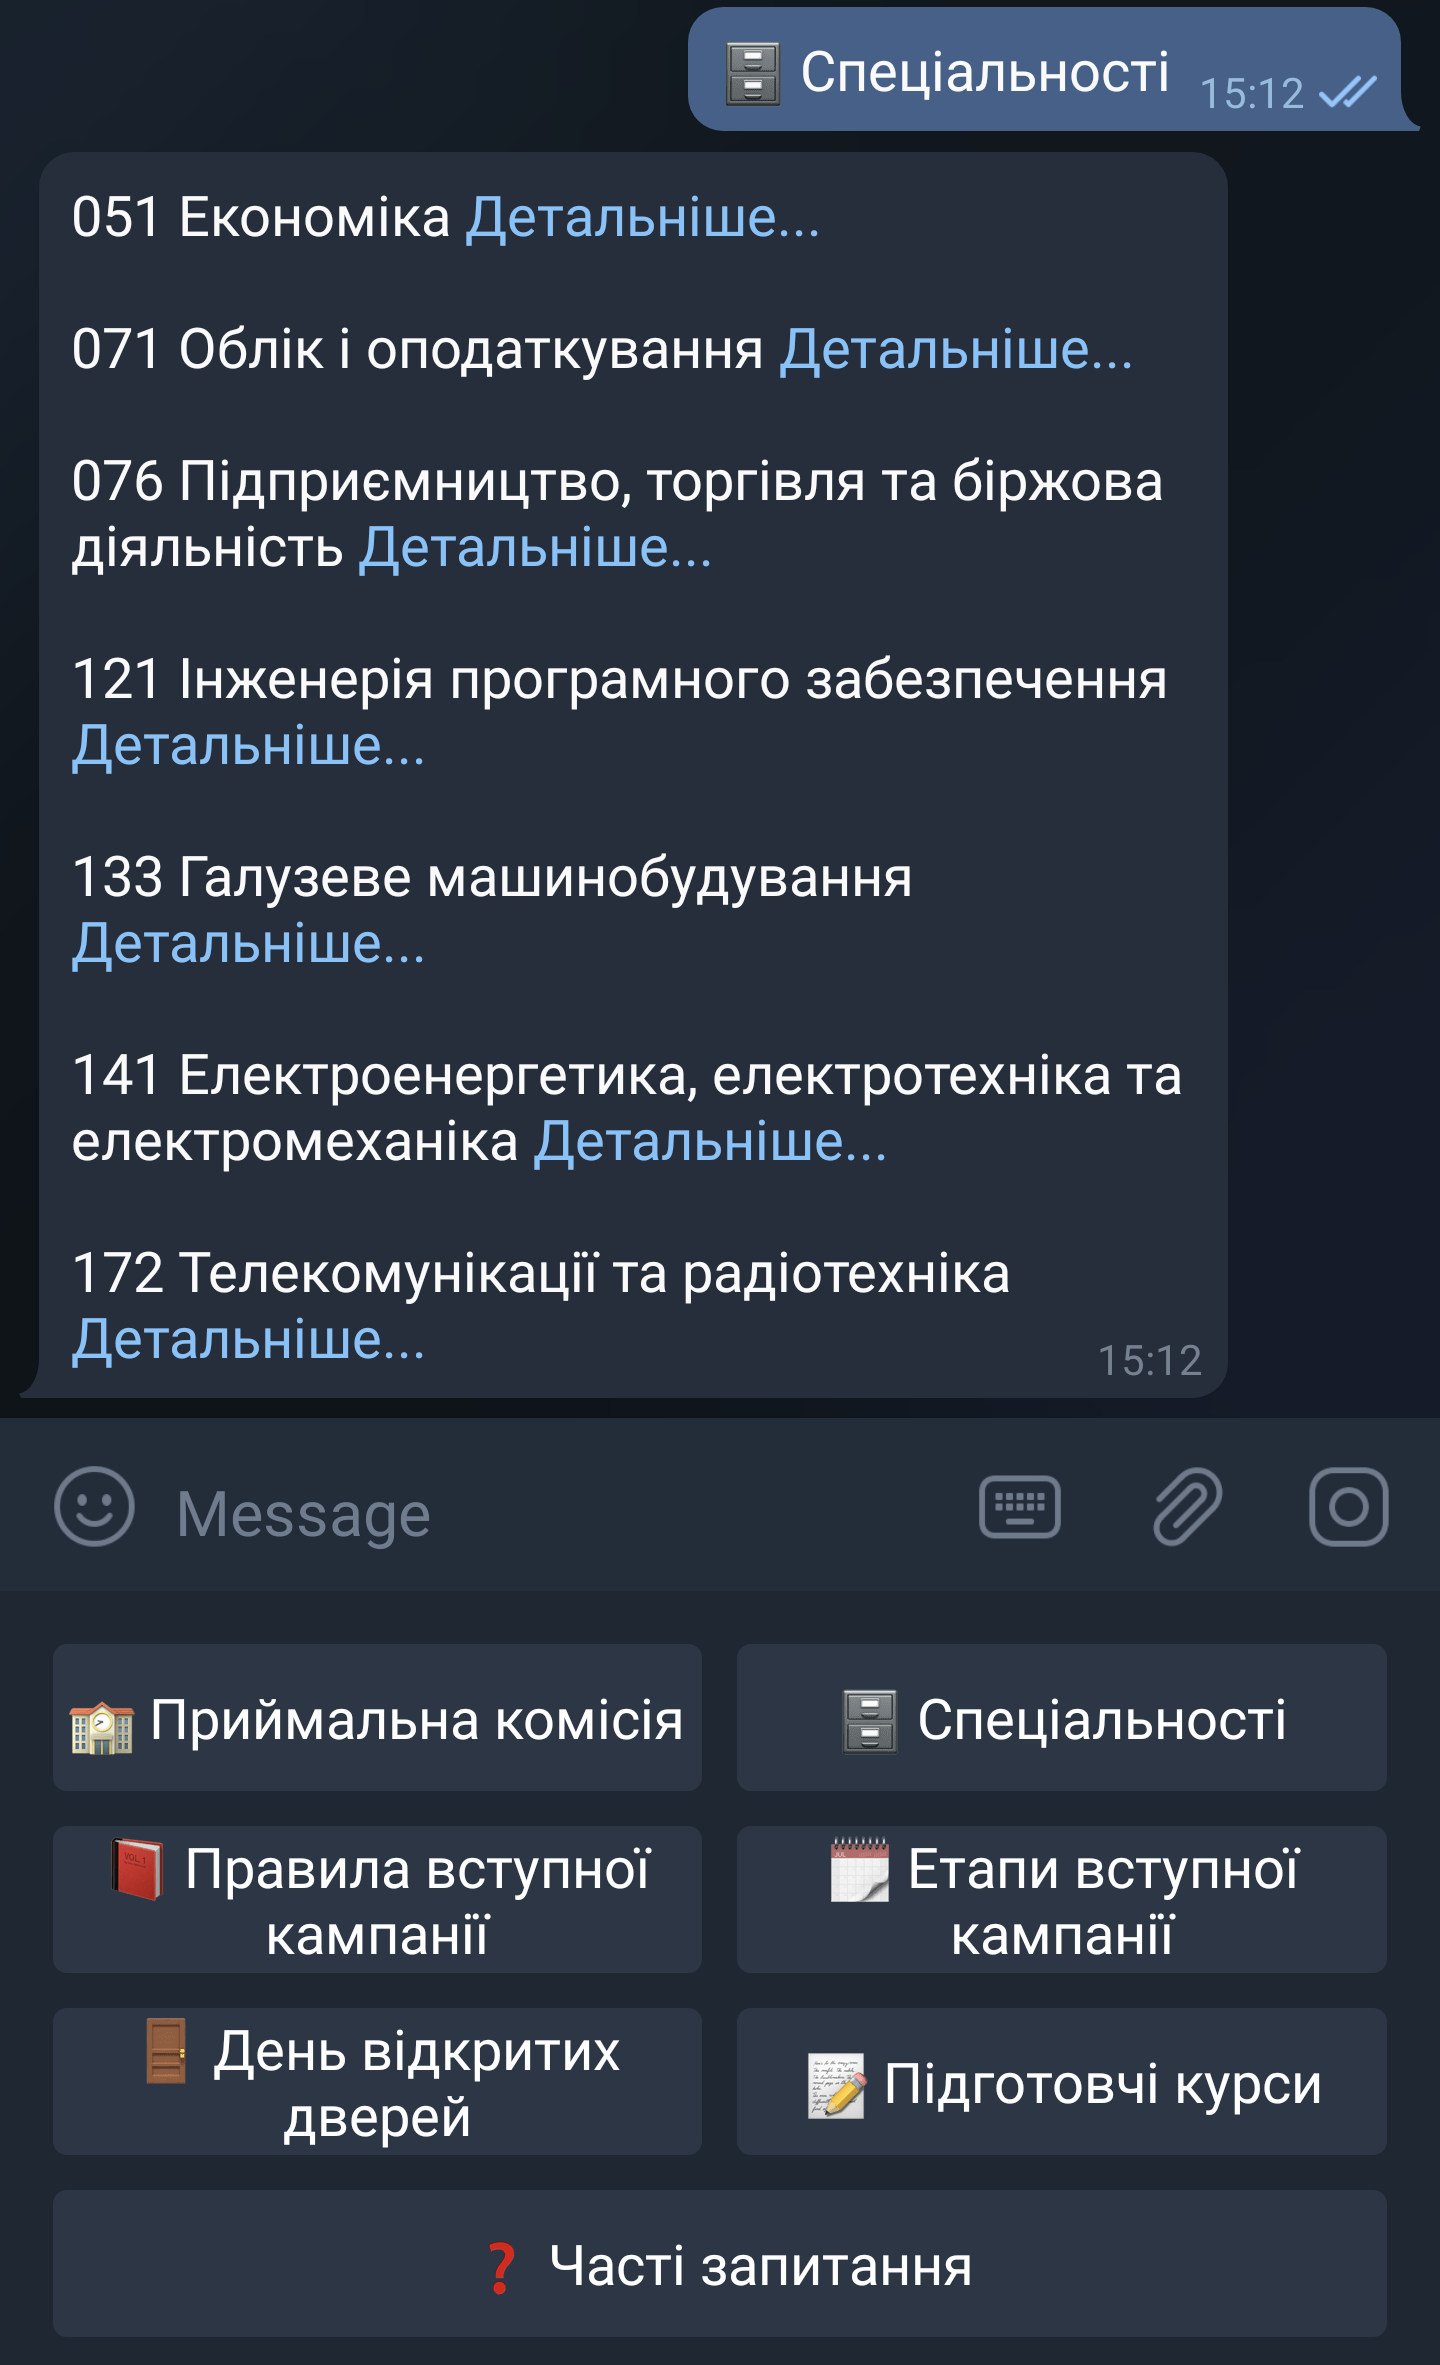 Спеціальності 15:12
051 Економіка Детальніше...
071 Облік і оподаткування Детальніше...
076 Підприємництво, торгівля та біржова
діяльність Детальніше...
121 Інженерія програмного забезпечення
Детальніше...
133 Галузеве машинобудування
Детальніше...
141 Електроенергетика, електротехніка та
електромеханіка Детальніше...
172 Телекомунікації та радіотехніка
Детальніше...
15:12
Message
Приймальна комісія
Спеціальності
Правила вступної
кампанії
Етапи вступної
кампанії
День відкритих
дверей
Підготовчі курси
❓ Часті запитання